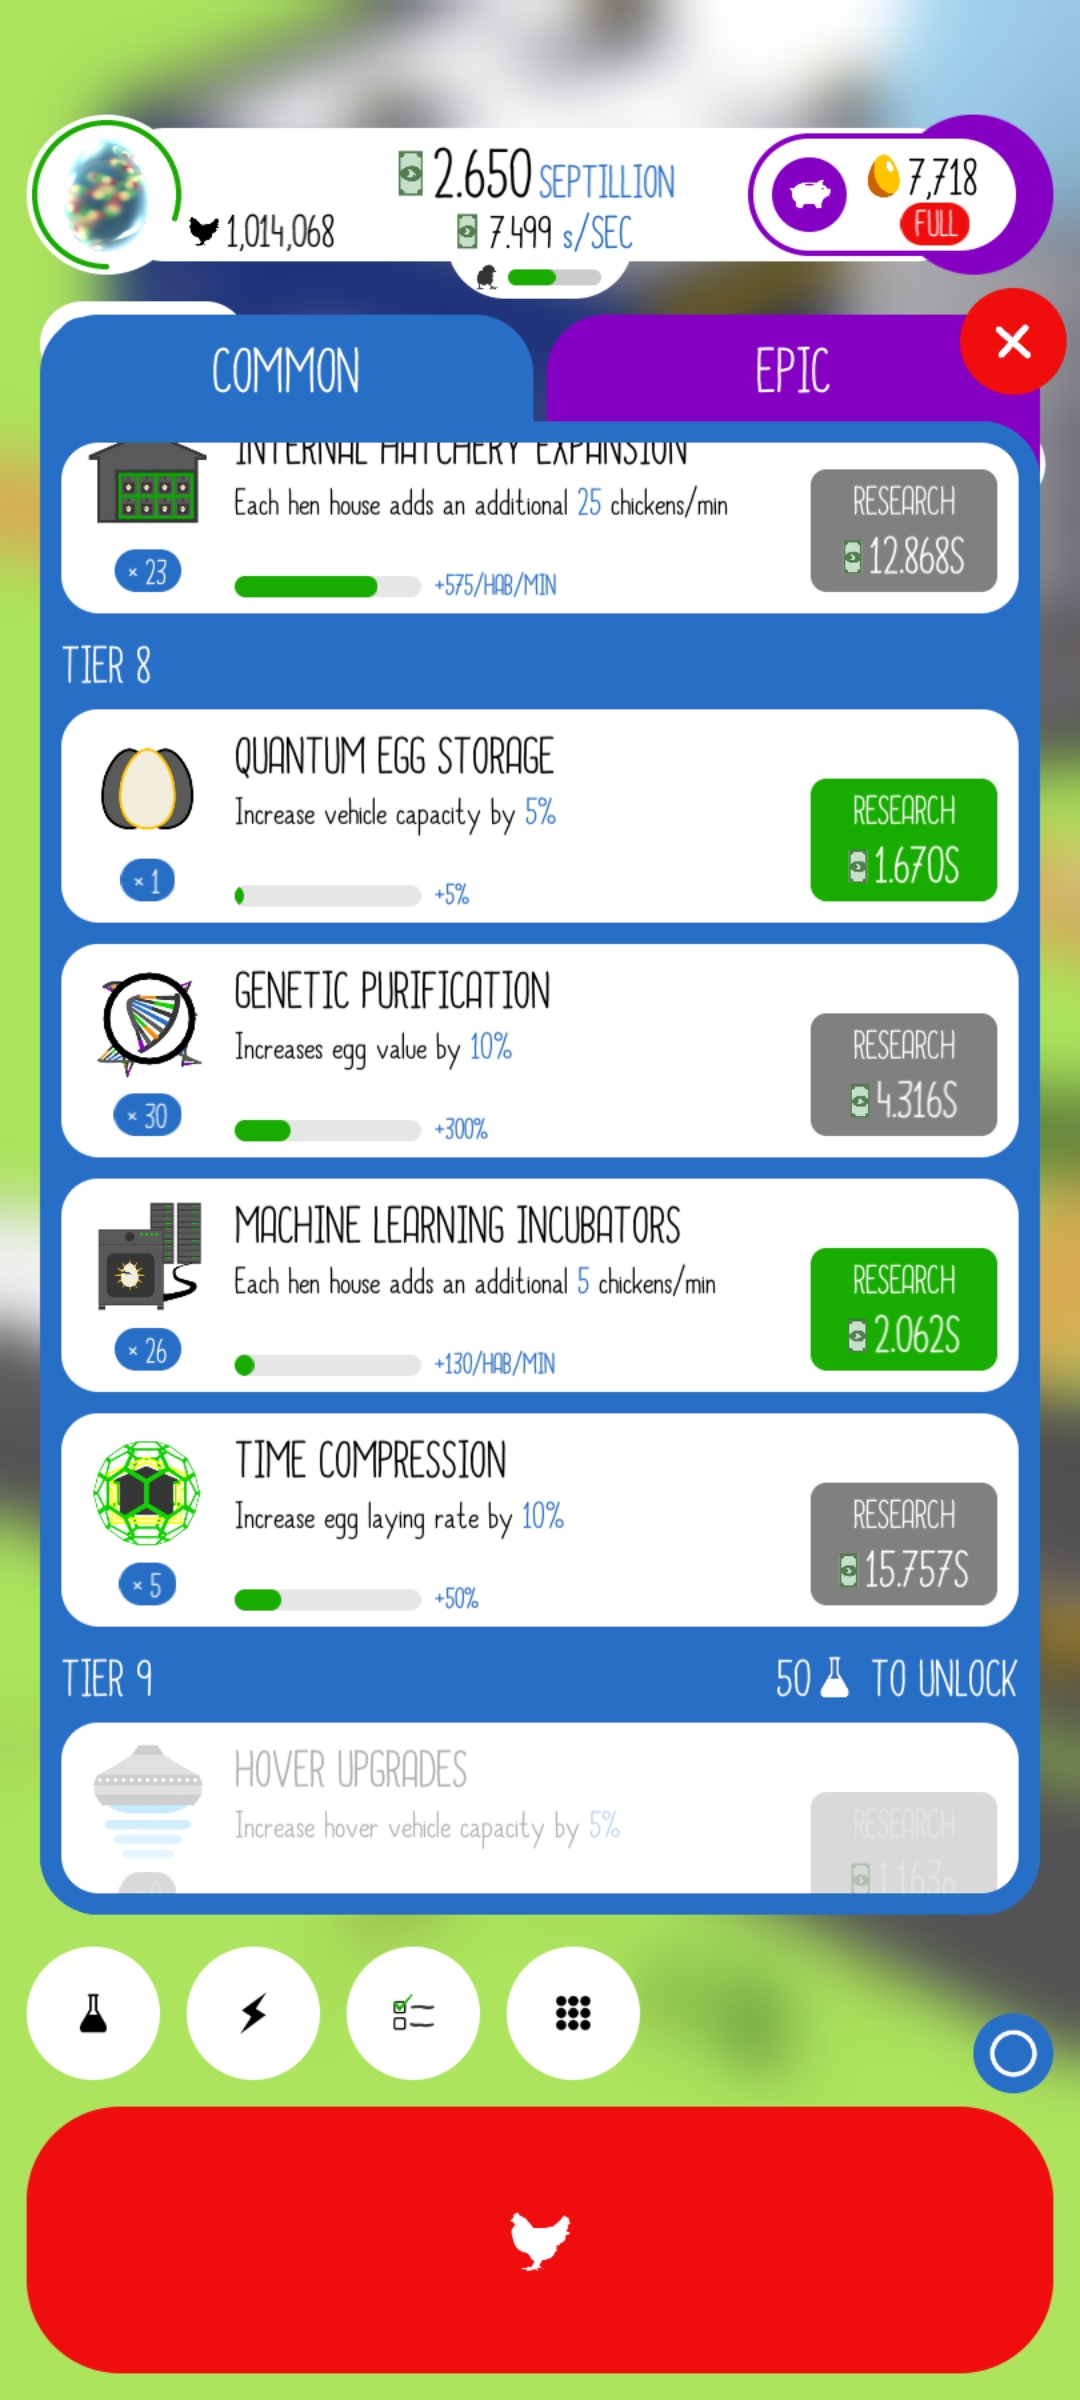 2.650 SEPTILLION
7,718
1,014,068
7.499 s/SEC
FULL
COMMON
EPIC
INTERNAL HATCHERY EXPANSION
Each hen house adds an additional 25 chickens/min
RESEARCH
12.868S
× 23
+575/HAB/MIN
TIER 8
QUANTUM EGG STORAGE
Increase vehicle capacity by 5%
RESEARCH
1.670S
× 1
+5%
GENETIC PURIFICATION
Increases egg value by 10%
RESEARCH
4.316S
× 30
+300%
MACHINE LEARNING INCUBATORS
Each hen house adds an additional 5 chickens/min
RESEARCH
2.062S
× 26
+130/HAB/MIN
TIME COMPRESSION
Increase egg laying rate by 10%
RESEARCH
15.757S
× 5
+50%
TIER 9
50 TO UNLOCK
HOVER UPGRADES
Increase hover vehicle capacity by 5%
RESEARCH